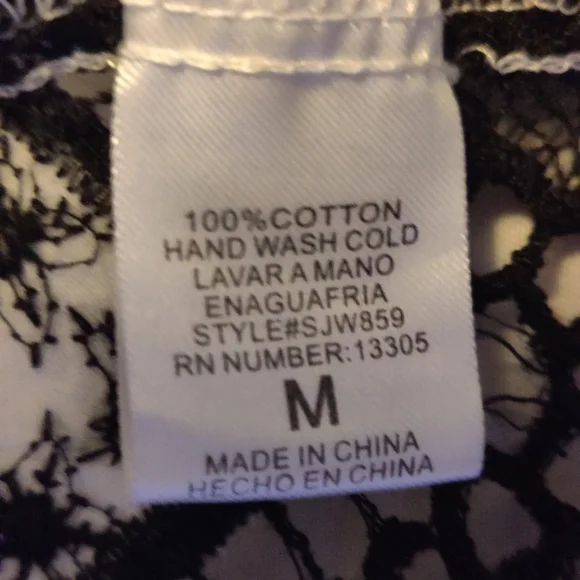 100%COTTON
HAND WASH COLD
LAVAR A MANO
ENAGUAFRIA
STYLE#SJW859
RN NUMBER:13305
M
MADE IN CHINA
HECHO EN CHINA